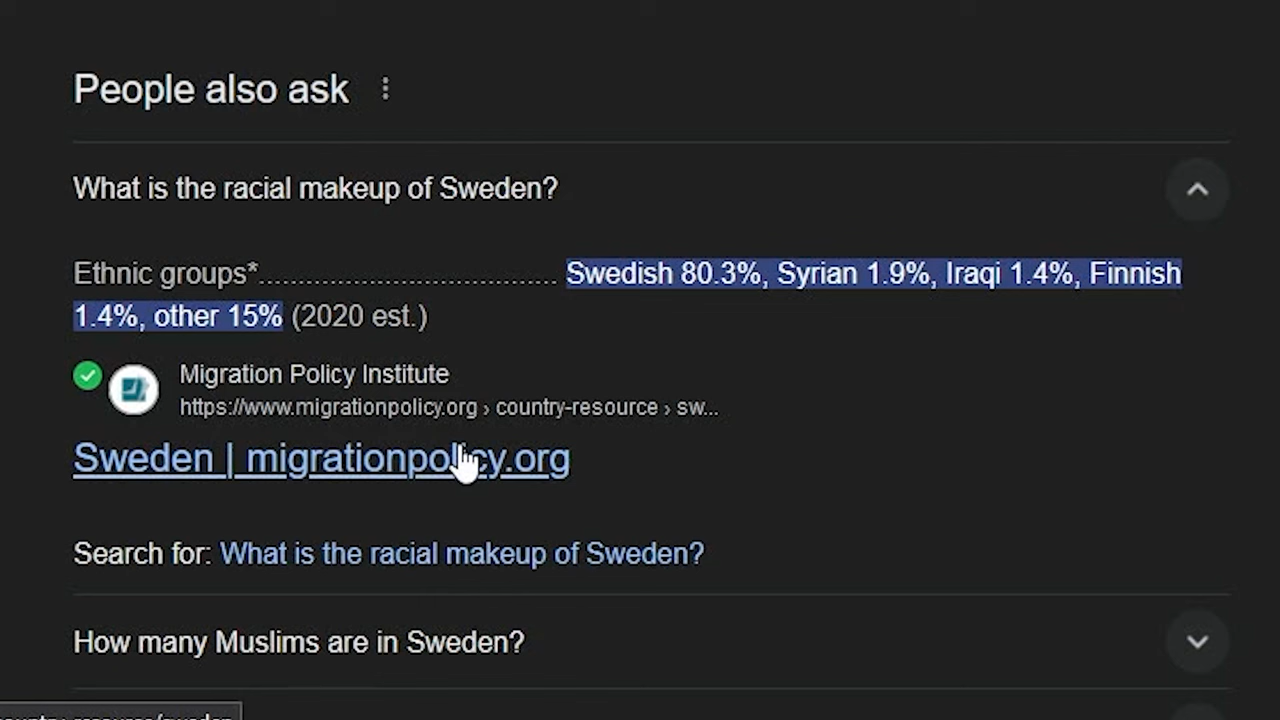 People also ask
What is the racial makeup of Sweden?
Ethnic groups*.................................... Swedish 80.3%, Syrian 1.9%, Iraqi 1.4%, Finnish
1.4%, other 15% (2020 est.)
Migration Policy Institute
https://www.migrationpolicy.org › country-resource › sw...
Sweden | migrationpolicy.org
Search for: What is the racial makeup of Sweden?
How many Muslims are in Sweden?